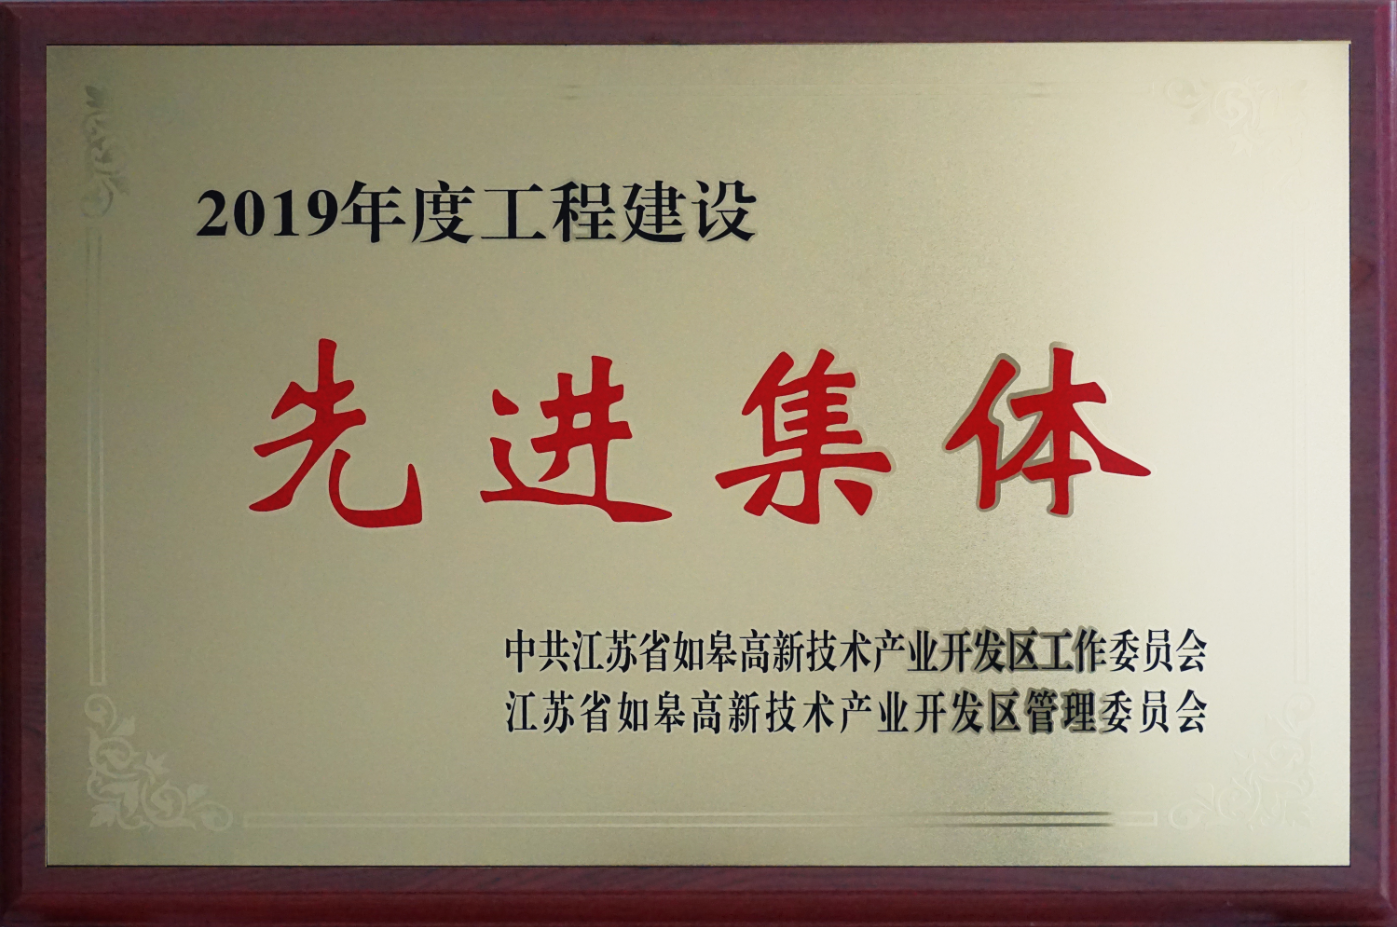 2019年度工程建设
先进集体
中共江苏省如皋高新技术产业开发区工作委员会
江苏省如皋高新技术产业开发区管理委员会